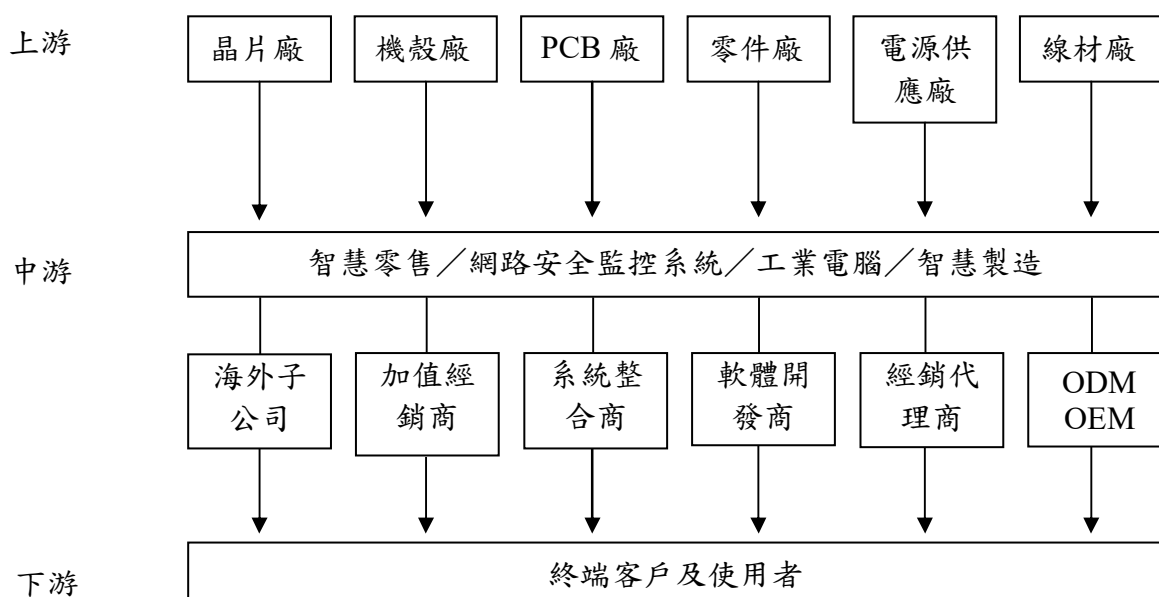 上游
晶片廠
機殼廠
PCB 廠
零件廠
電源供
應廠
線材廠
中游
智慧零售／網路安全監控系統／工業電腦／智慧製造
海外子
公司
加值經
銷商
系統整
合商
軟體開
發商
經銷代
理商
ODM
OEM
下游
終端客戶及使用者